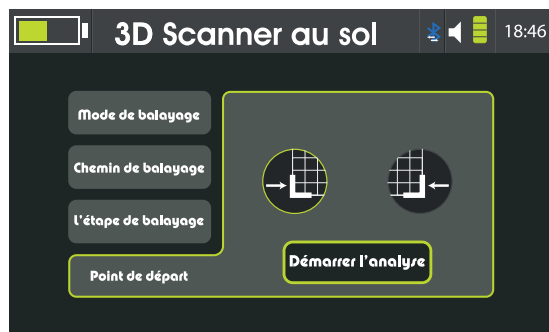 3D Scanner au sol
18:46
Mode de balayage
Chemin de balayage
L'étape de balayage
Point de départ
Démarrer l'analyse